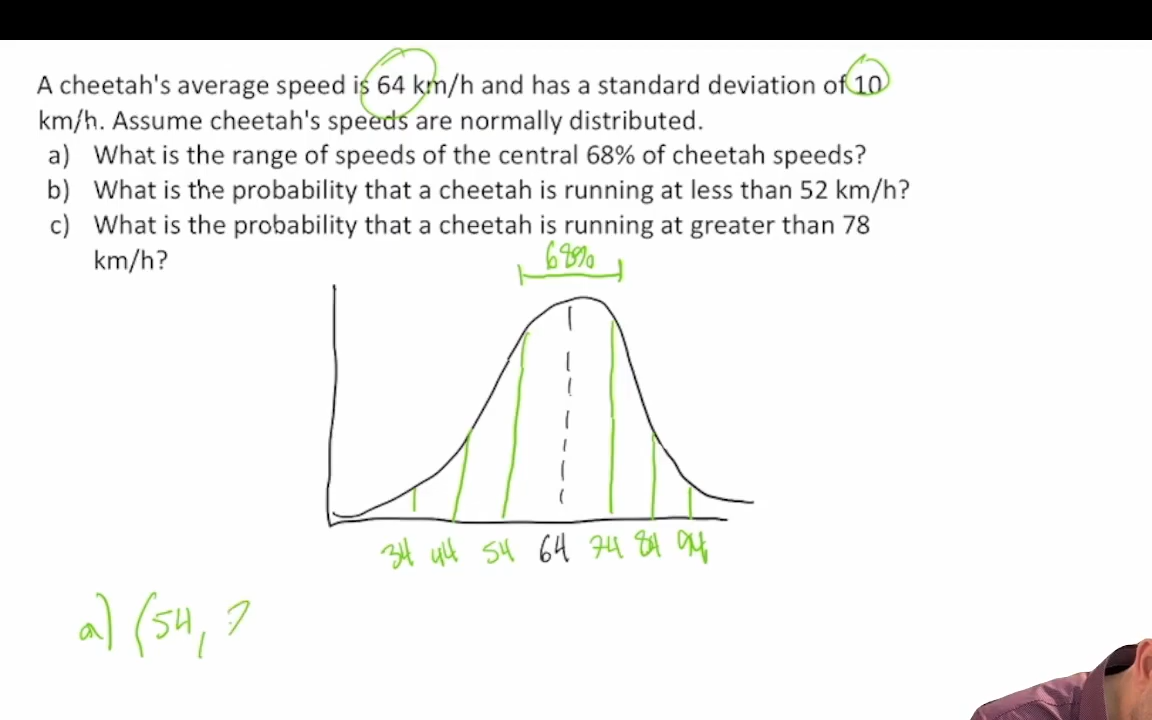 A cheetah's average speed is 64 km/h and has a standard deviation of 10
km/h. Assume cheetah's speeds are normally distributed.
a) What is the range of speeds of the central 68% of cheetah speeds?
b) What is the probability that a cheetah is running at less than 52 km/h?
c) What is the probability that a cheetah is running at greater than 78
km/h?
68%
34 44 54 64 74 84 94
a) (54, 7